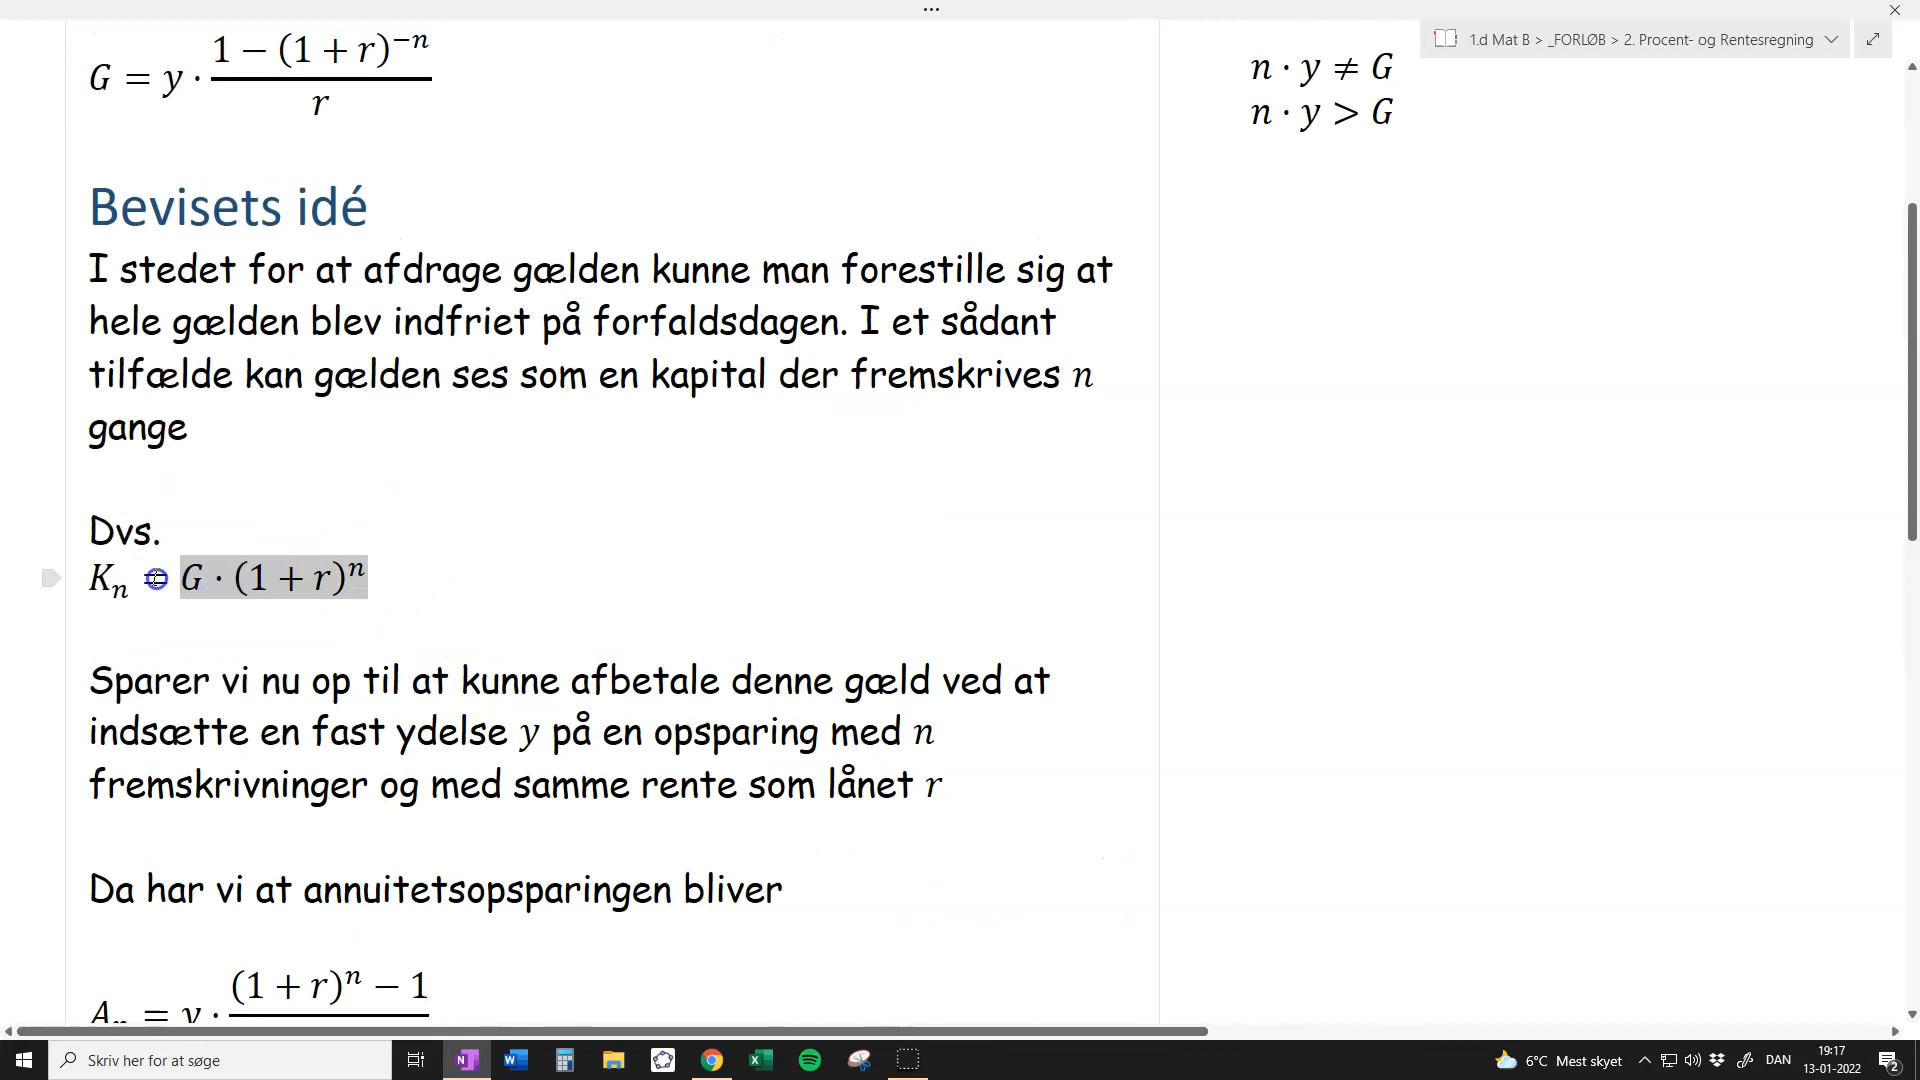 ...
1.d Mat B > _FORLØB > 2. Procent- og Rentesregning
G = y · (1 − (1 + r)^−n) / r
n · y ≠ G
n · y > G
Bevisets idé
I stedet for at afdrage gælden kunne man forestille sig at
hele gælden blev indfriet på forfaldsdagen. I et sådant
tilfælde kan gælden ses som en kapital der fremskrives n
gange
Dvs.
K_n = G · (1 + r)^n
Sparer vi nu op til at kunne afbetale denne gæld ved at
indsætte en fast ydelse y på en opsparing med n
fremskrivninger og med samme rente som lånet r
Da har vi at annuitetsopsparingen bliver
A_n = y · (1 + r)^n − 1
Skriv her for at søge
6°C Mest skyet
DAN
19:17
13-01-2022
2